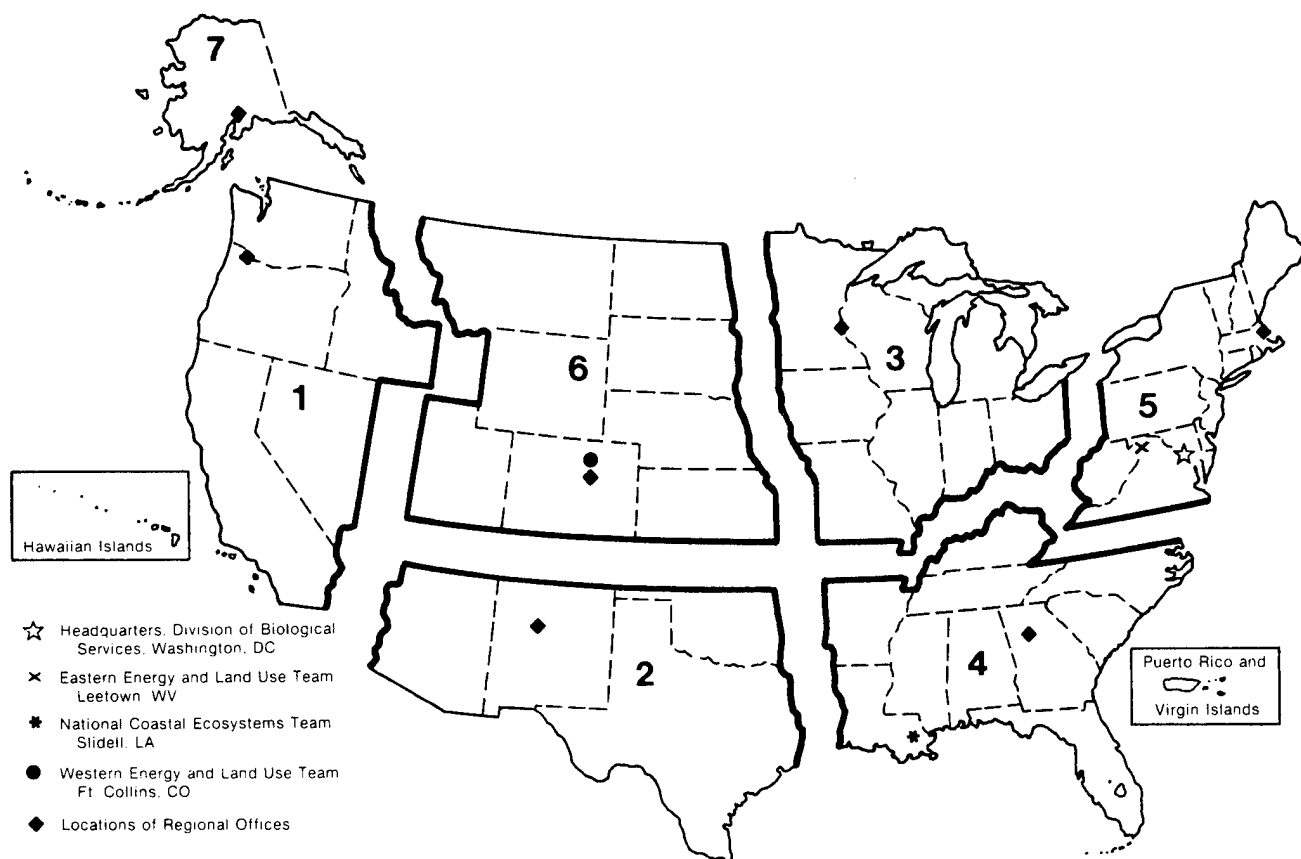 7
6
3
1
5
Hawaiian Islands
2
4
Puerto Rico and
Virgin Islands
Headquarters, Division of Biological
Services, Washington, DC
Eastern Energy and Land Use Team
Leetown WV
National Coastal Ecosystems Team
Slidell, LA
Western Energy and Land Use Team
Ft. Collins, CO
Locations of Regional Offices